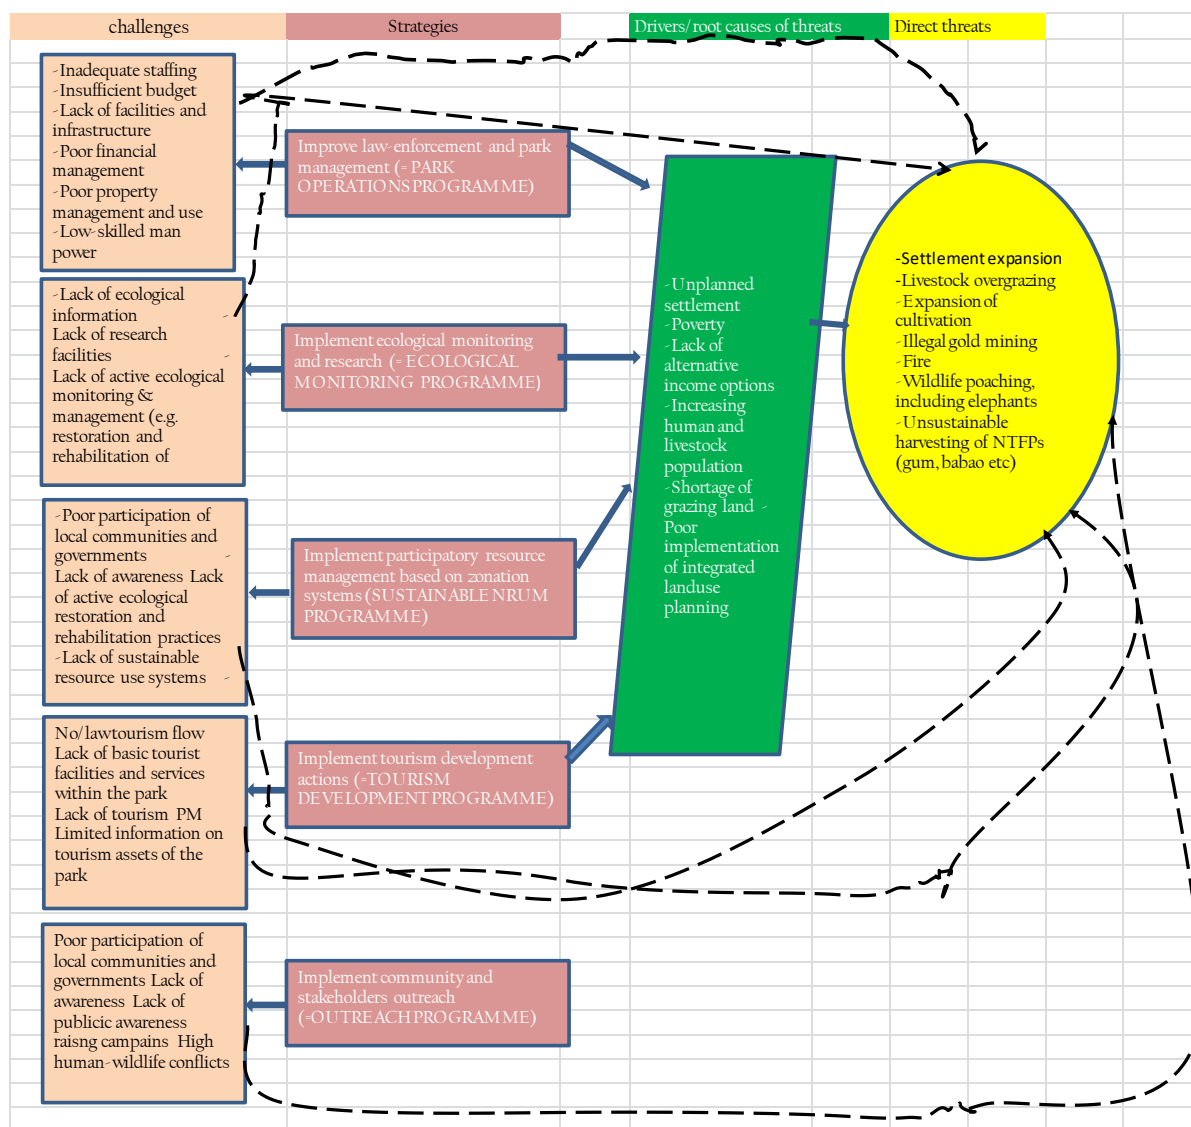 challenges
Strategies
Drivers/root causes of threats
Direct threats
-Inadequate staffing
-Insufficient budget
-Lack of facilities and
infrastructure
-Poor financial
management
-Poor property
management and use
-Low-skilled man
power
Improve law-enforcement and park
management (= PARK
OPERATIONS PROGRAMME)
-Lack of ecological
information -
Lack of research
facilities -
Lack of active ecological
monitoring &
management (e.g.
restoration and
rehabilitation of
Implement ecological monitoring
and research (= ECOLOGICAL
MONITORING PROGRAMME)
-Poor participation of
local communities and
governments -
Lack of awareness Lack
of active ecological
restoration and
rehabilitation practices
-Lack of sustainable
resource use systems -
Implement participatory resource
management based on zonation
systems (SUSTAINABLE NRUM
PROGRAMME)
No/lawtourism flow
Lack of basic tourist
facilities and services
within the park
Lack of tourism PM
Limited information on
tourism assets of the
park
Implement tourism development
actions (=TOURISM
DEVELOPMENT PROGRAMME)
Poor participation of
local communities and
governments Lack of
awareness Lack of
publicic awareness
raisng campains High
human-wildlife conflicts
Implement community and
stakeholders outreach
(=OUTREACH PROGRAMME)
-Unplanned
settlement
-Poverty
-Lack of
alternative
income options
-Increasing
human and
livestock
population
-Shortage of
grazing land -
Poor
implementation
of integrated
landuse
planning
-Settlement expansion
-Livestock overgrazing
-Expansion of
cultivation
-Illegal gold mining
-Fire
-Wildlife poaching,
including elephants
-Unsustainable
harvesting of NTFPs
(gum, babao etc)